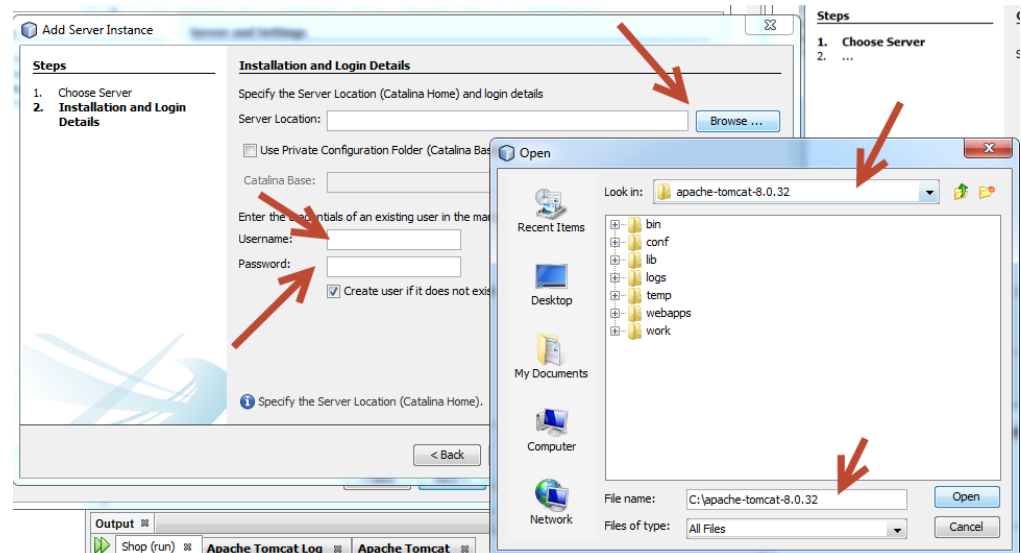 Add Server Instance
Steps
1. Choose Server
2. Installation and Login
Details
Installation and Login Details
Specify the Server Location (Catalina Home) and login details
Server Location:
Browse ...
Use Private Configuration Folder (Catalina Bas
Catalina Base:
Enter the credentials of an existing user in the mar
Username:
Password:
Create user if it does not exis
Specify the Server Location (Catalina Home).
< Back
Steps
1. Choose Server
2. ...
Open
Look in:
apache-tomcat-8.0.32
Recent Items
Desktop
My Documents
Computer
Network
bin
conf
lib
logs
temp
webapps
work
File name:
C:\apache-tomcat-8.0.32
Open
Files of type:
All Files
Cancel
Output
Shop (run)
Apache Tomcat Log
Apache Tomcat